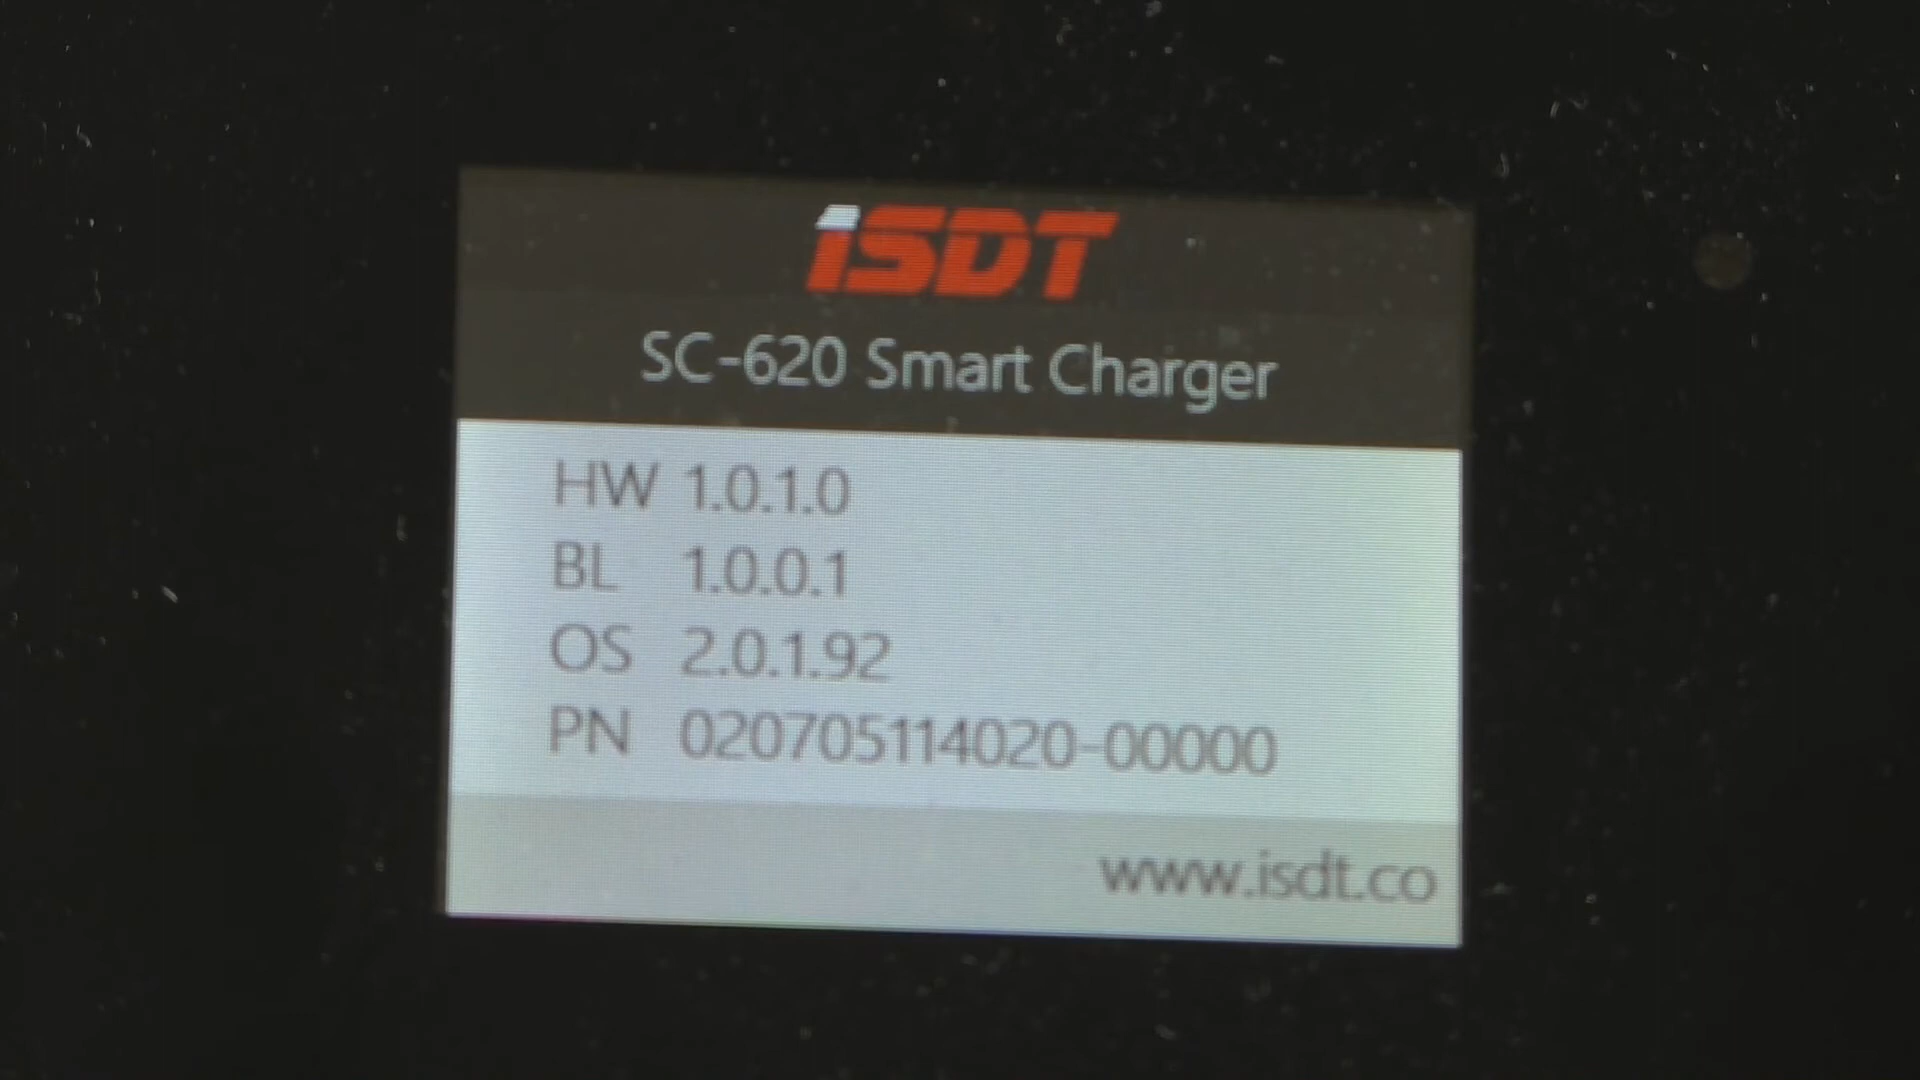 iSDT
SC-620 Smart Charger
HW 1.0.1.0
BL 1.0.0.1
OS 2.0.1.92
PN 020705114020-00000
www.isdt.co